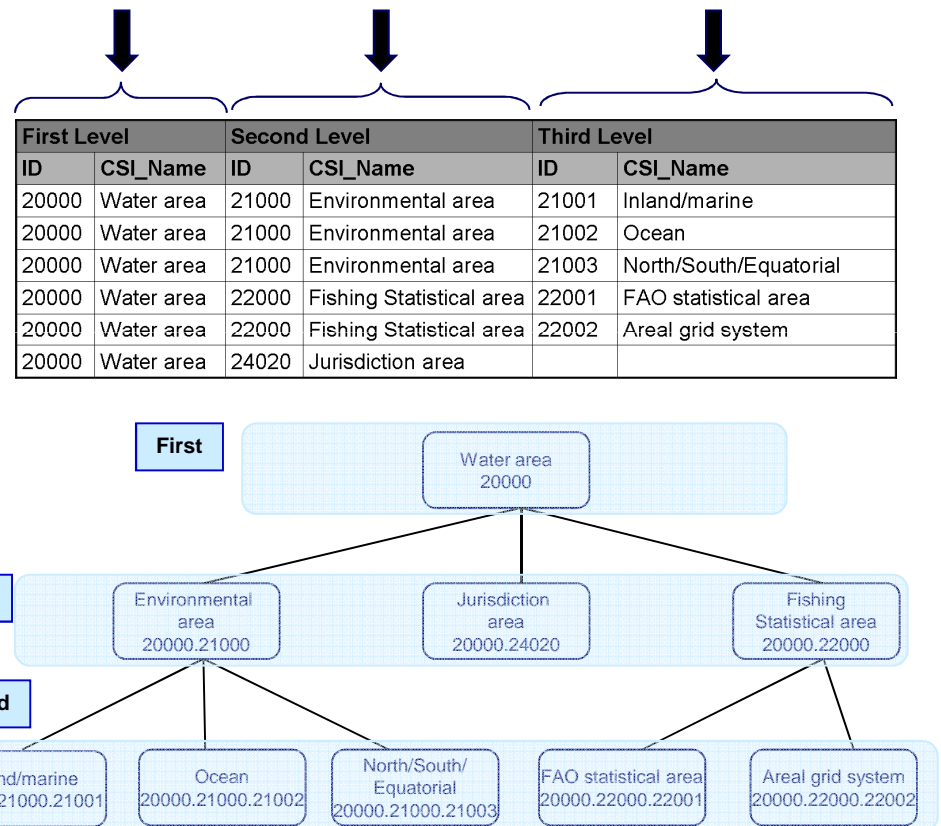 First Level Second Level Third Level
ID CSI_Name ID CSI_Name ID CSI_Name
20000 Water area 21000 Environmental area 21001 Inland/marine
20000 Water area 21000 Environmental area 21002 Ocean
20000 Water area 21000 Environmental area 21003 North/South/Equatorial
20000 Water area 22000 Fishing Statistical area 22001 FAO statistical area
20000 Water area 22000 Fishing Statistical area 22002 Areal grid system
20000 Water area 24020 Jurisdiction area
First
Water area
20000
Environmental
area
20000.21000
Jurisdiction
area
20000.24020
Fishing
Statistical area
20000.22000
d
nd/marine
21000.21001
Ocean
20000.21000.21002
North/South/
Equatorial
20000.21000.21003
FAO statistical area
20000.22000.22001
Areal grid system
20000.22000.22002